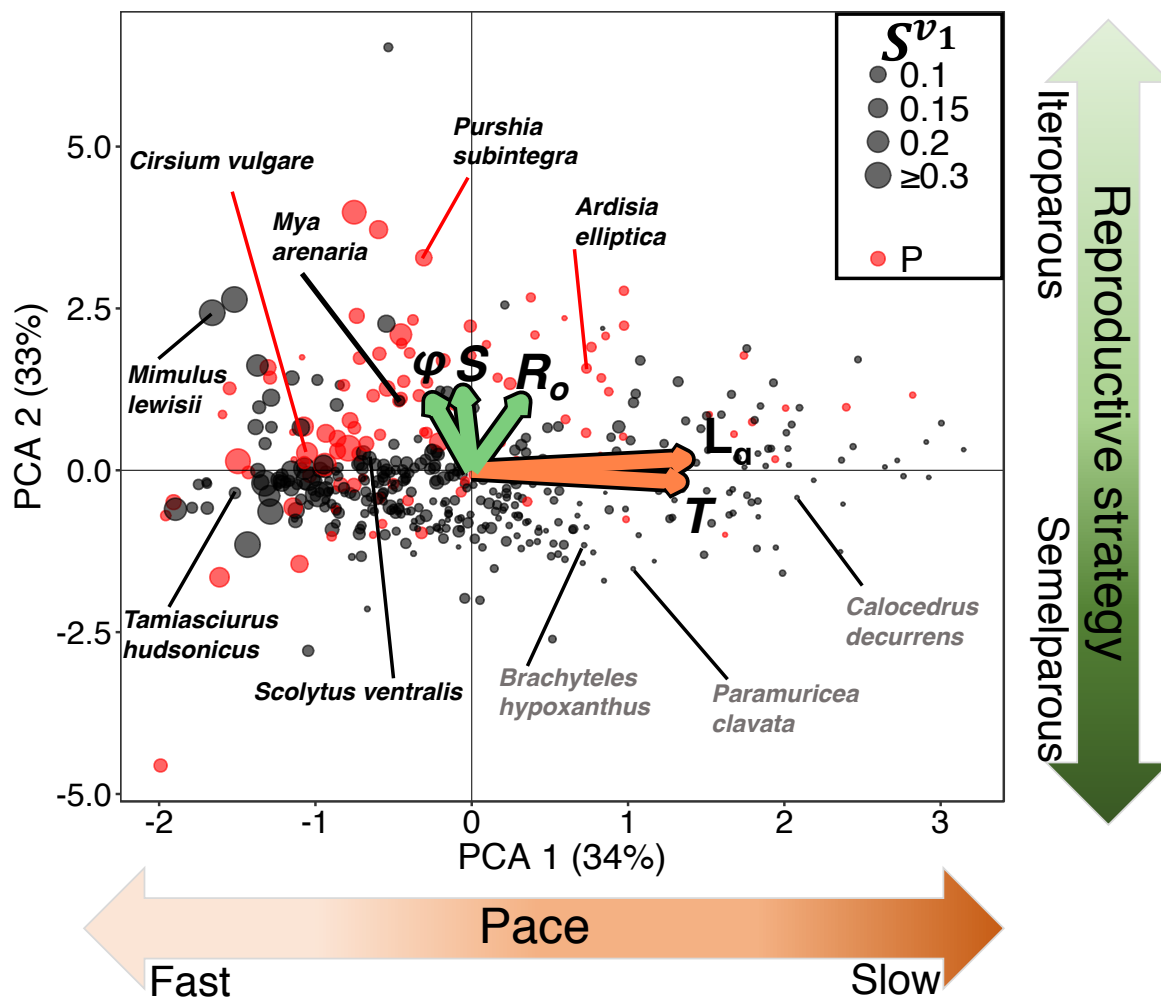 S^v1
0.1
0.15
0.2
≥0.3
P
Iteroparous
Reproductive strategy
Semelparous
PCA 2 (33%)
5.0
2.5
0.0
-2.5
-5.0
Cirsium vulgare
Purshia
subintegra
Mya
arenaria
Ardisia
elliptica
Mimulus
lewisii
φ
S
Ro
Lα
T
Tamiasciurus
hudsonicus
Scolytus ventralis
Brachyteles
hypoxanthus
Paramuricea
clavata
Calocedrus
decurrens
-2
-1
0
1
2
3
PCA 1 (34%)
Pace
Fast
Slow